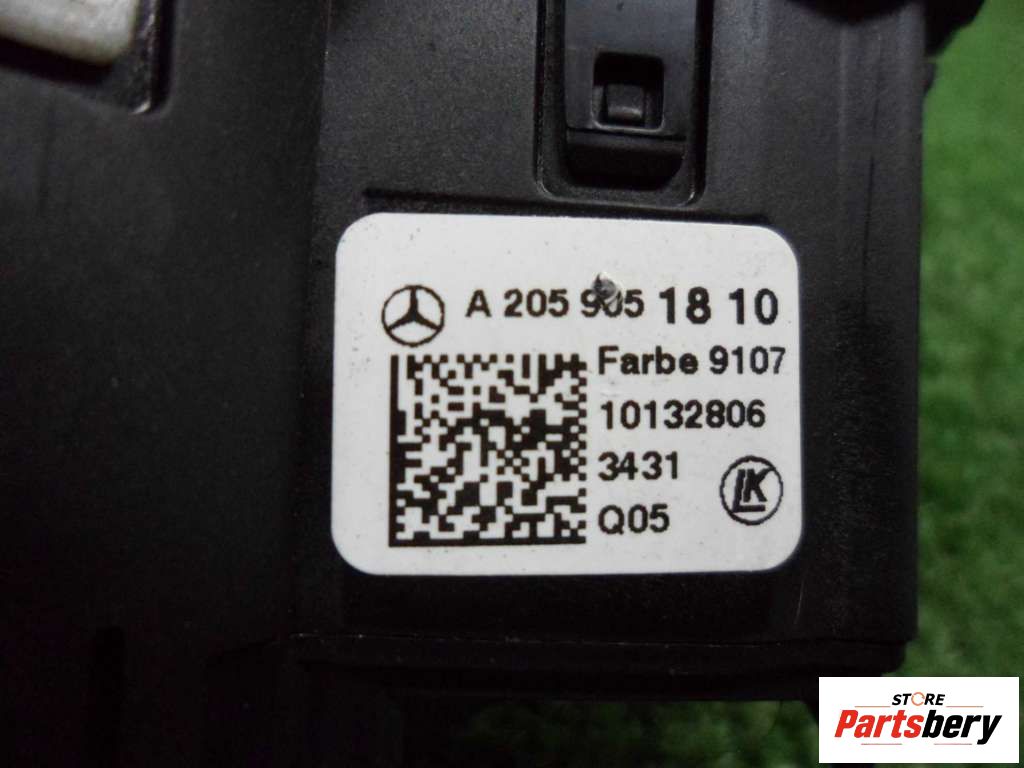 A 205 905 18 10
Farbe 9107
10132806
3431
LK
Q05
STORE
Partsbery